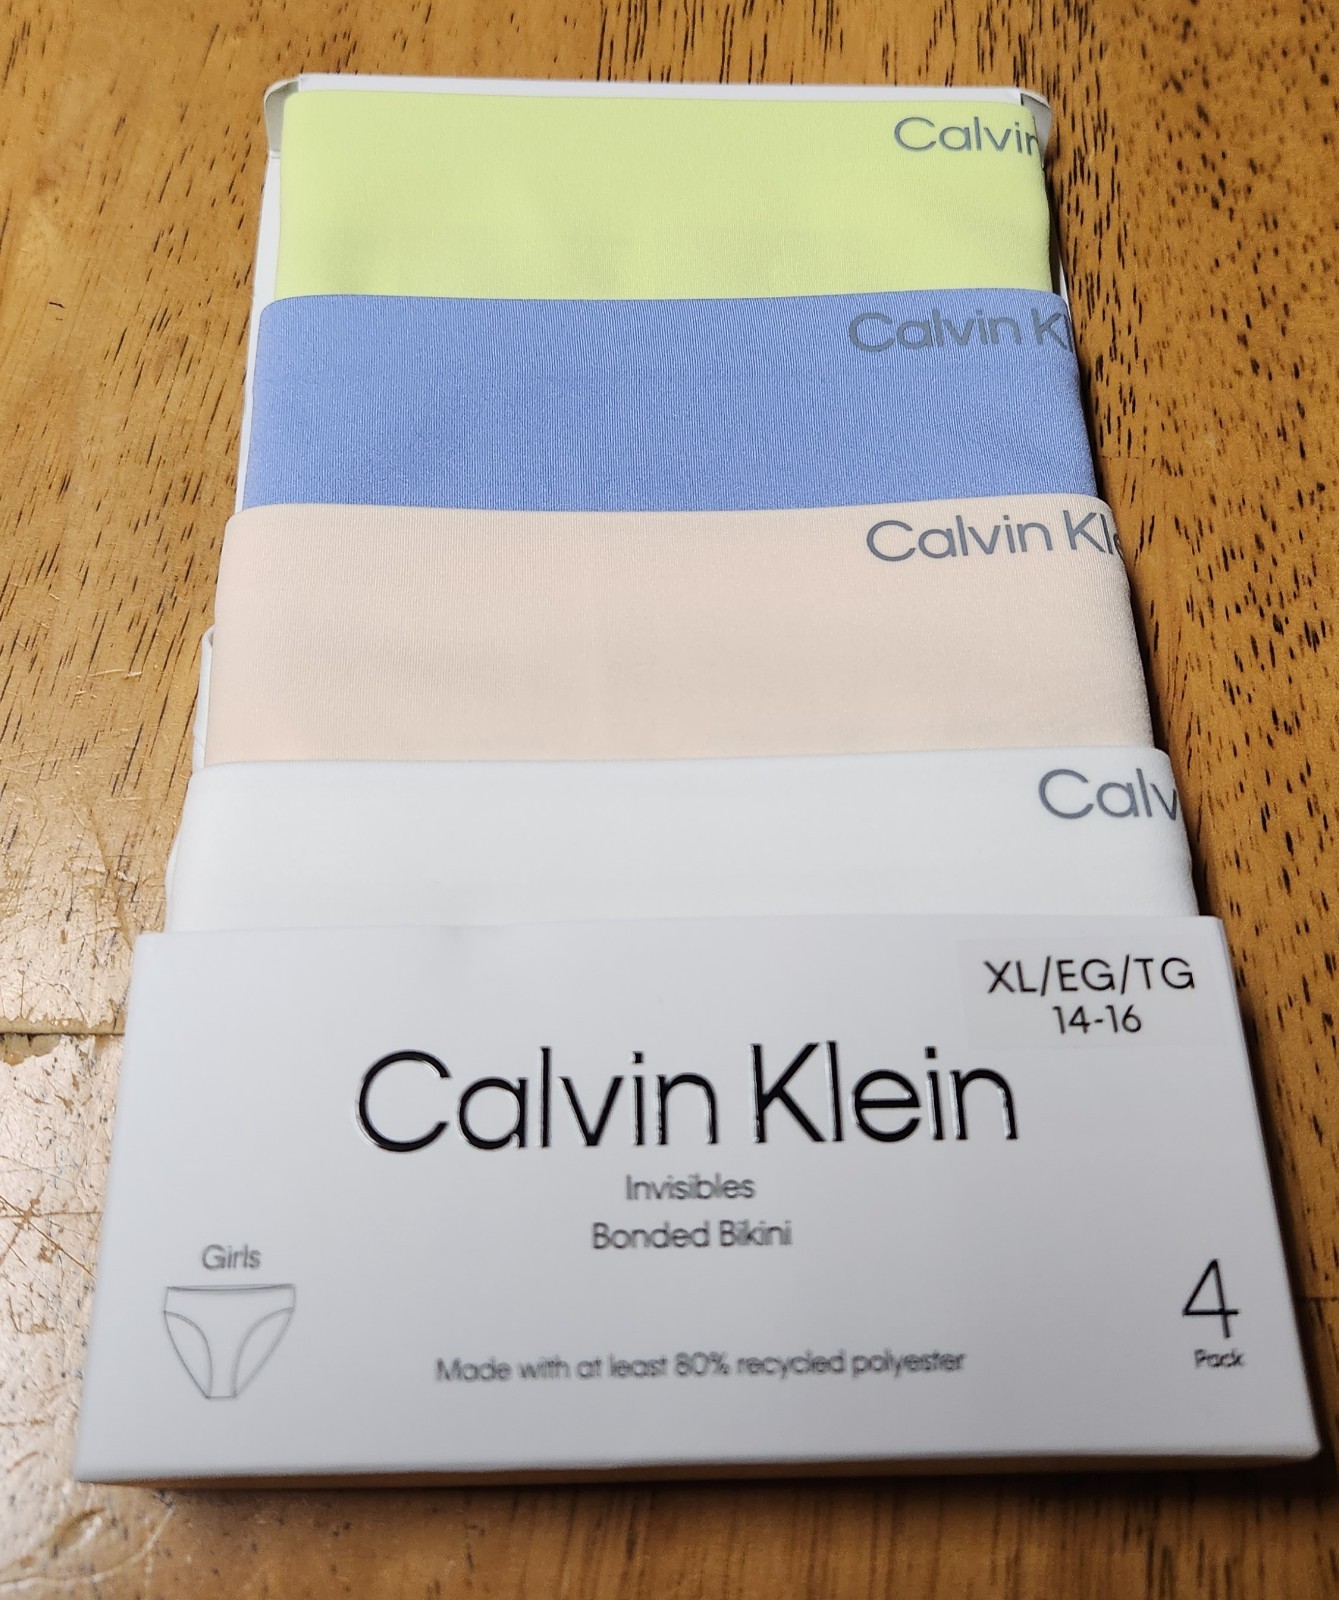 Calvin
Calvin Kl
Calvin Kle
Calv
XL/EG/TG
14-16
Calvin Klein
Invisibles
Bonded Bikini
Girls
4
Pack
Made with at least 80% recycled polyester